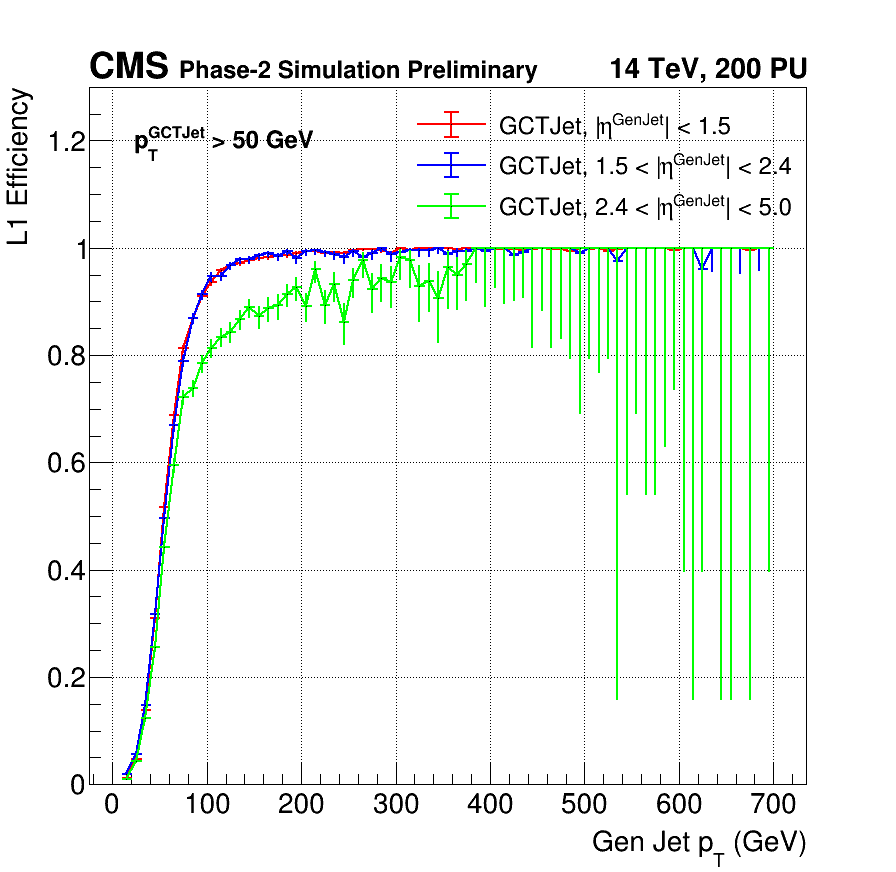 CMS Phase-2 Simulation Preliminary 14 TeV, 200 PU
L1 Efficiency
p_T^GCTJet > 50 GeV
GCTJet, |η^GenJet| < 1.5
GCTJet, 1.5 < |η^GenJet| < 2.4
GCTJet, 2.4 < |η^GenJet| < 5.0
1.2
1
0.8
0.6
0.4
0.2
0
0 100 200 300 400 500 600 700
Gen Jet p_T (GeV)